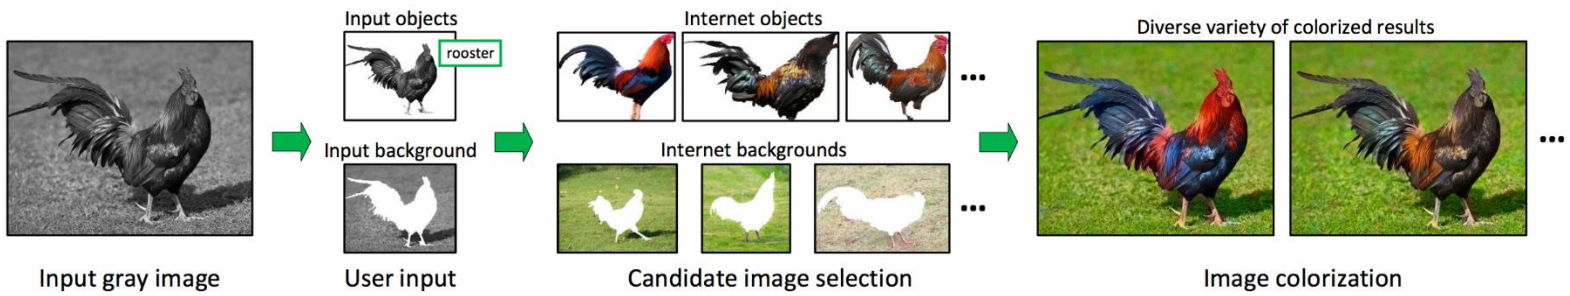 Input gray image
Input objects
rooster
Input background
User input
Internet objects
...
Internet backgrounds
...
Candidate image selection
Diverse variety of colorized results
...
Image colorization